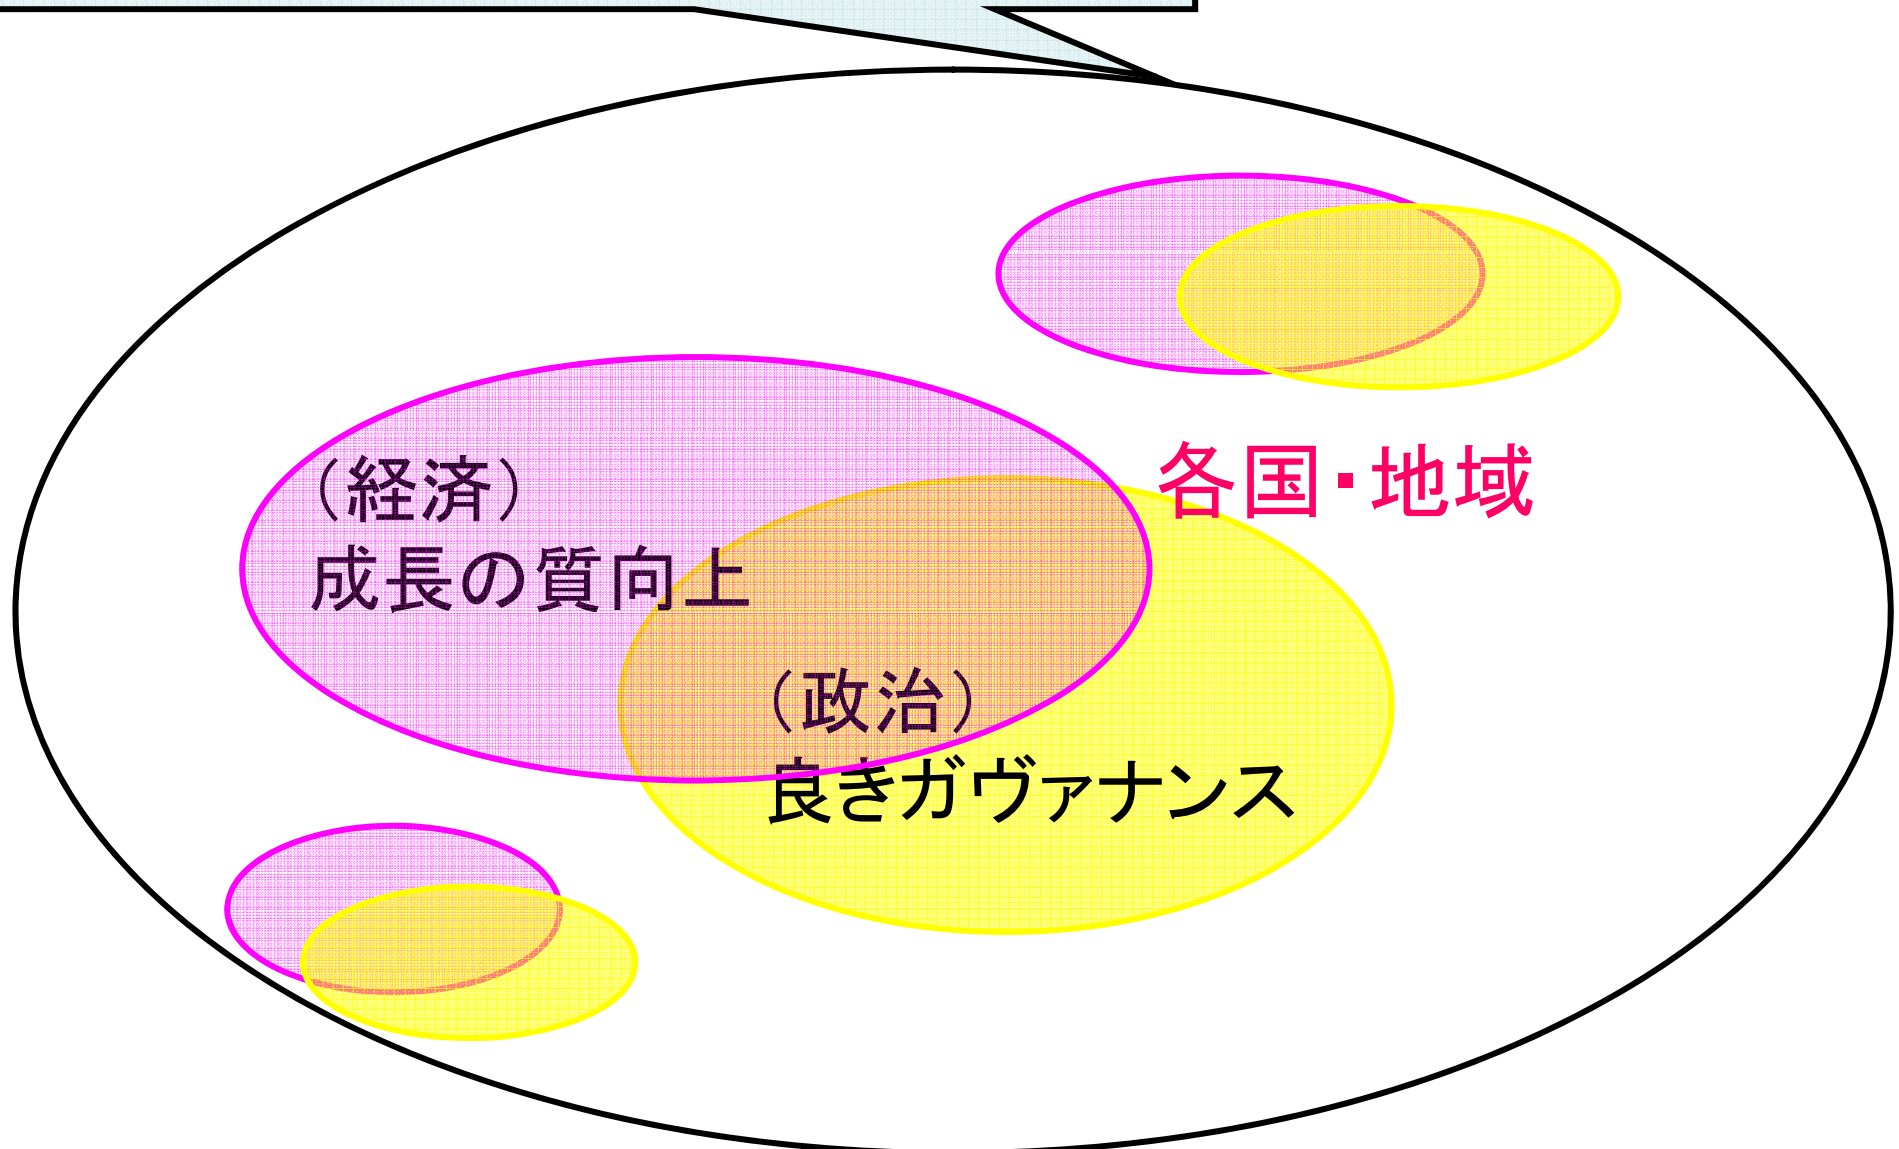 各国・地域
（経済）
成長の質向上
（政治）
良きガヴァナンス